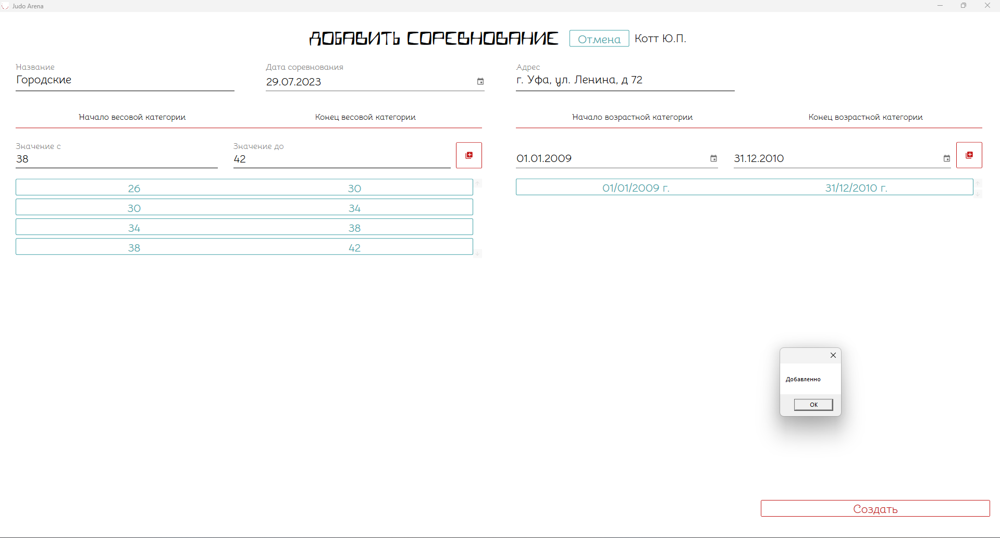 Judo Arena
ДОБАВИТЬ СОРЕВНОВАНИЕ Отмена Котт Ю.П.
Название Дата соревнования Адрес
Городские 29.07.2023 г. Уфа, ул. Ленина, д 72
Начало весовой категории Конец весовой категории Начало возрастной категории Конец возрастной категории
Значение с Значение до
38 42 01.01.2009 31.12.2010
26 30 01/01/2009 г. 31/12/2010 г.
30 34
34 38
38 42
Добавленно
ОК
Создать